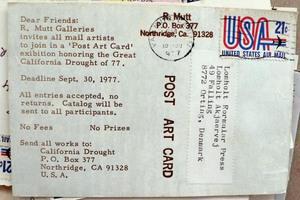 Dear Friends:
R. Mutt Galleries
invites all mail artists
to join in a 'Post Art Card'
exhibition honoring the Great
California Drought of 77.
Deadline Sept. 30, 1977.
All entries accepted, no
returns. Catalog will be
sent to all participants.
No Fees No Prizes
Send all works to:
California Drought
P.O. Box 377
Northridge, CA 91328
U.S.A.
R. Mutt
P.O. Box 377
Northridge, CA 91328
POST ART CARD
USA 21c
UNITED STATES AIR MAIL
21c
Lomholt Formular Press
Lomholt Akjaervej
49 Falling
8772 Orting, Denmark